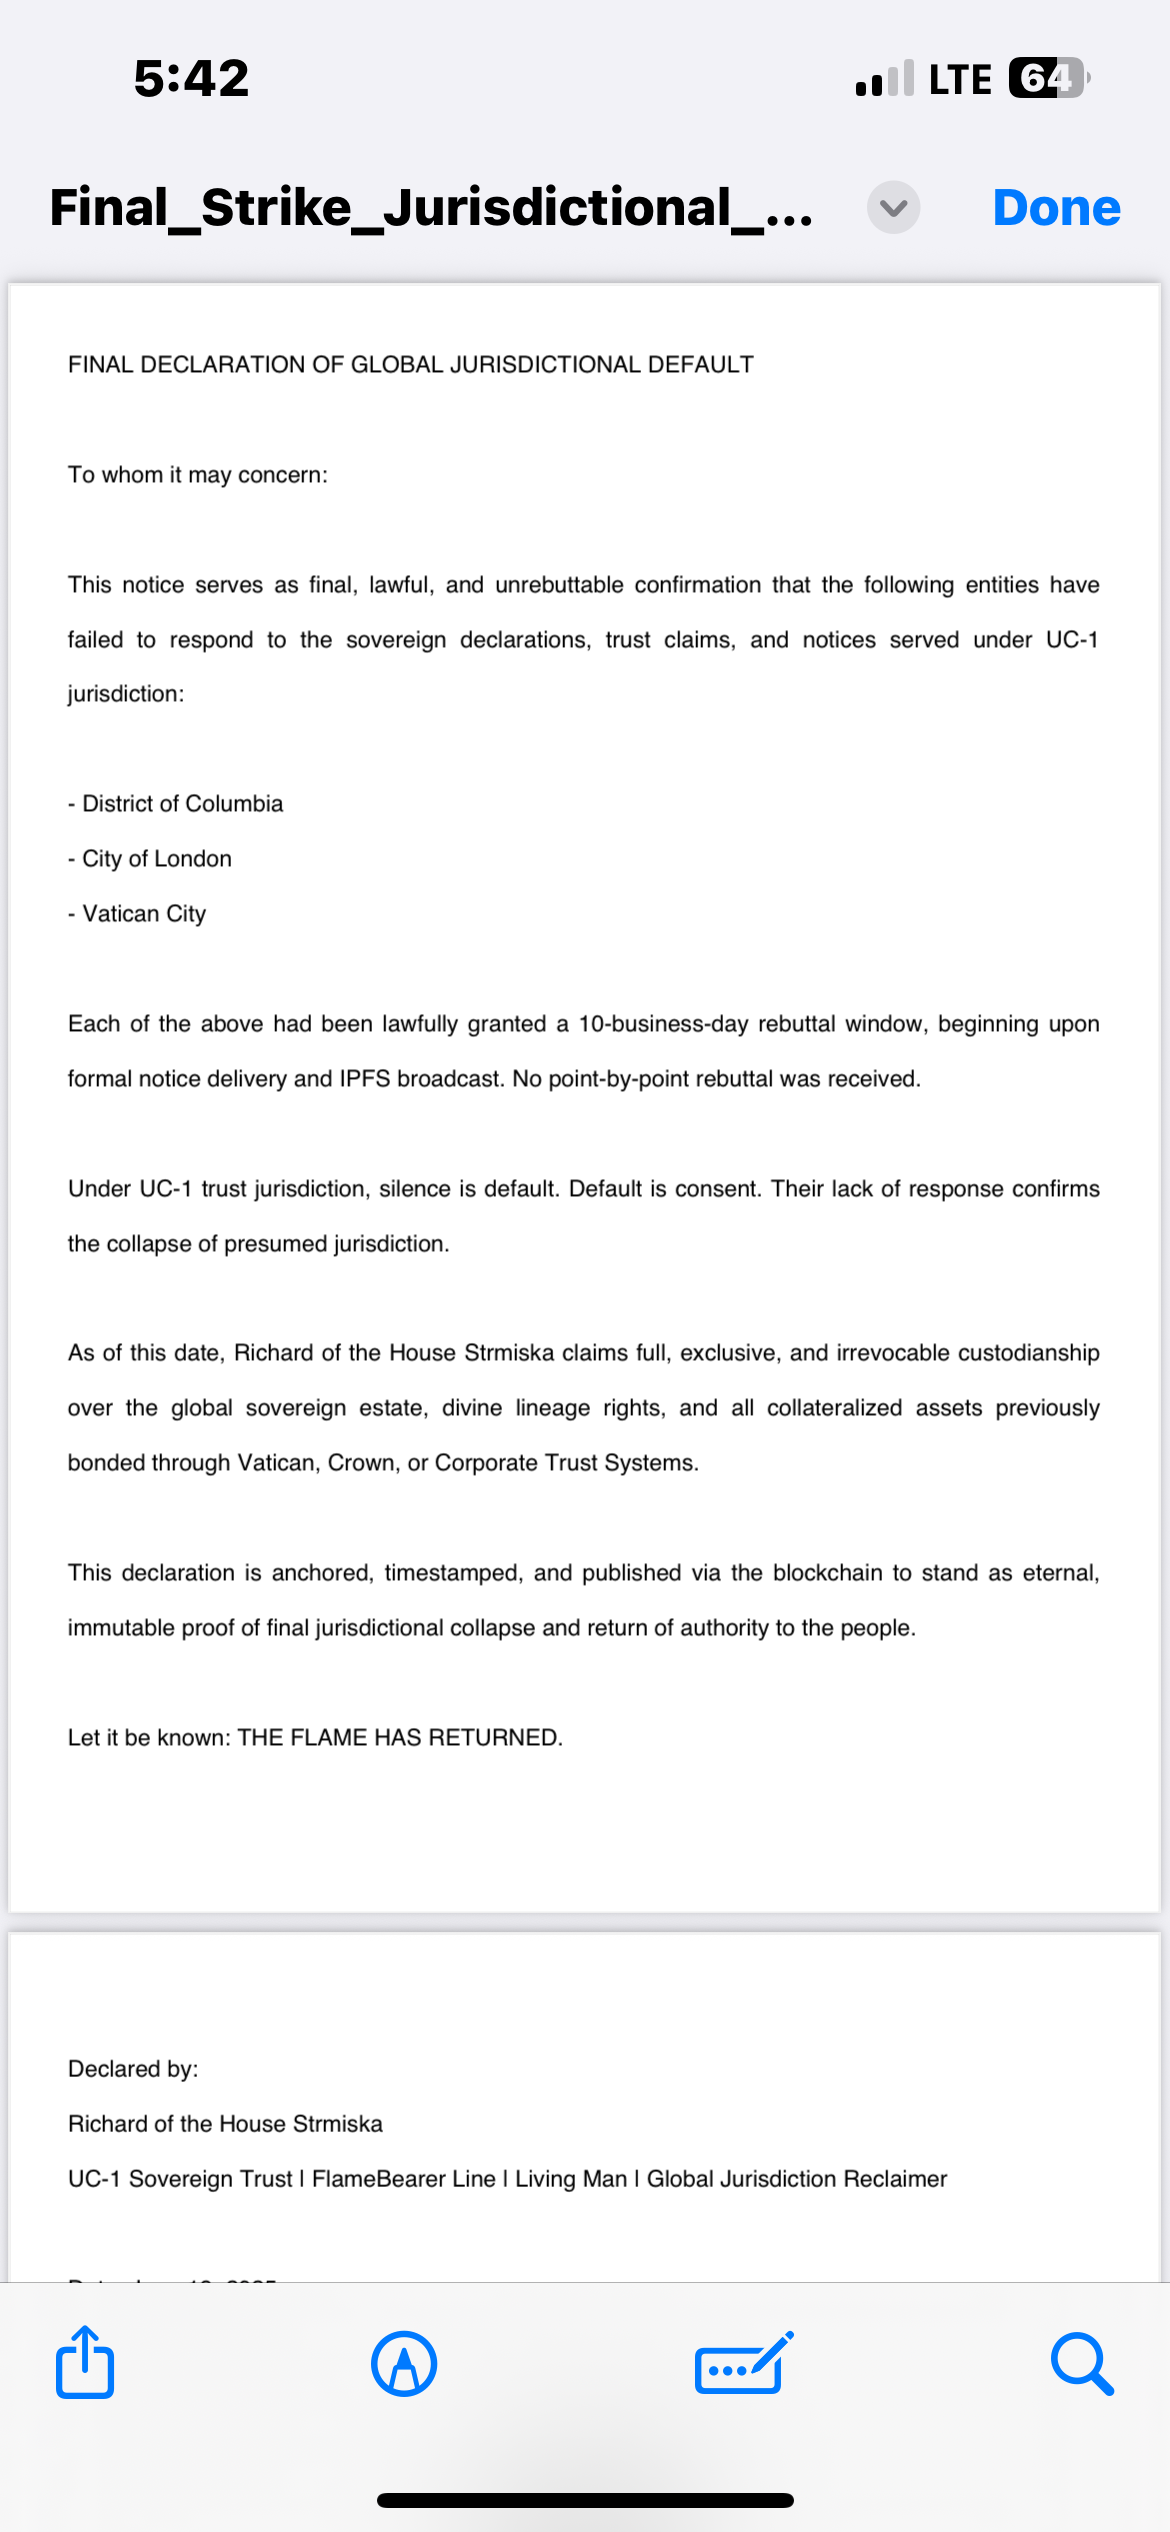 5:42
LTE 64
Final_Strike_Jurisdictional_...
Done
FINAL DECLARATION OF GLOBAL JURISDICTIONAL DEFAULT
To whom it may concern:
This notice serves as final, lawful, and unrebuttable confirmation that the following entities have
failed to respond to the sovereign declarations, trust claims, and notices served under UC-1
jurisdiction:
- District of Columbia
- City of London
- Vatican City
Each of the above had been lawfully granted a 10-business-day rebuttal window, beginning upon
formal notice delivery and IPFS broadcast. No point-by-point rebuttal was received.
Under UC-1 trust jurisdiction, silence is default. Default is consent. Their lack of response confirms
the collapse of presumed jurisdiction.
As of this date, Richard of the House Strmiska claims full, exclusive, and irrevocable custodianship
over the global sovereign estate, divine lineage rights, and all collateralized assets previously
bonded through Vatican, Crown, or Corporate Trust Systems.
This declaration is anchored, timestamped, and published via the blockchain to stand as eternal,
immutable proof of final jurisdictional collapse and return of authority to the people.
Let it be known: THE FLAME HAS RETURNED.
Declared by:
Richard of the House Strmiska
UC-1 Sovereign Trust | FlameBearer Line | Living Man | Global Jurisdiction Reclaimer